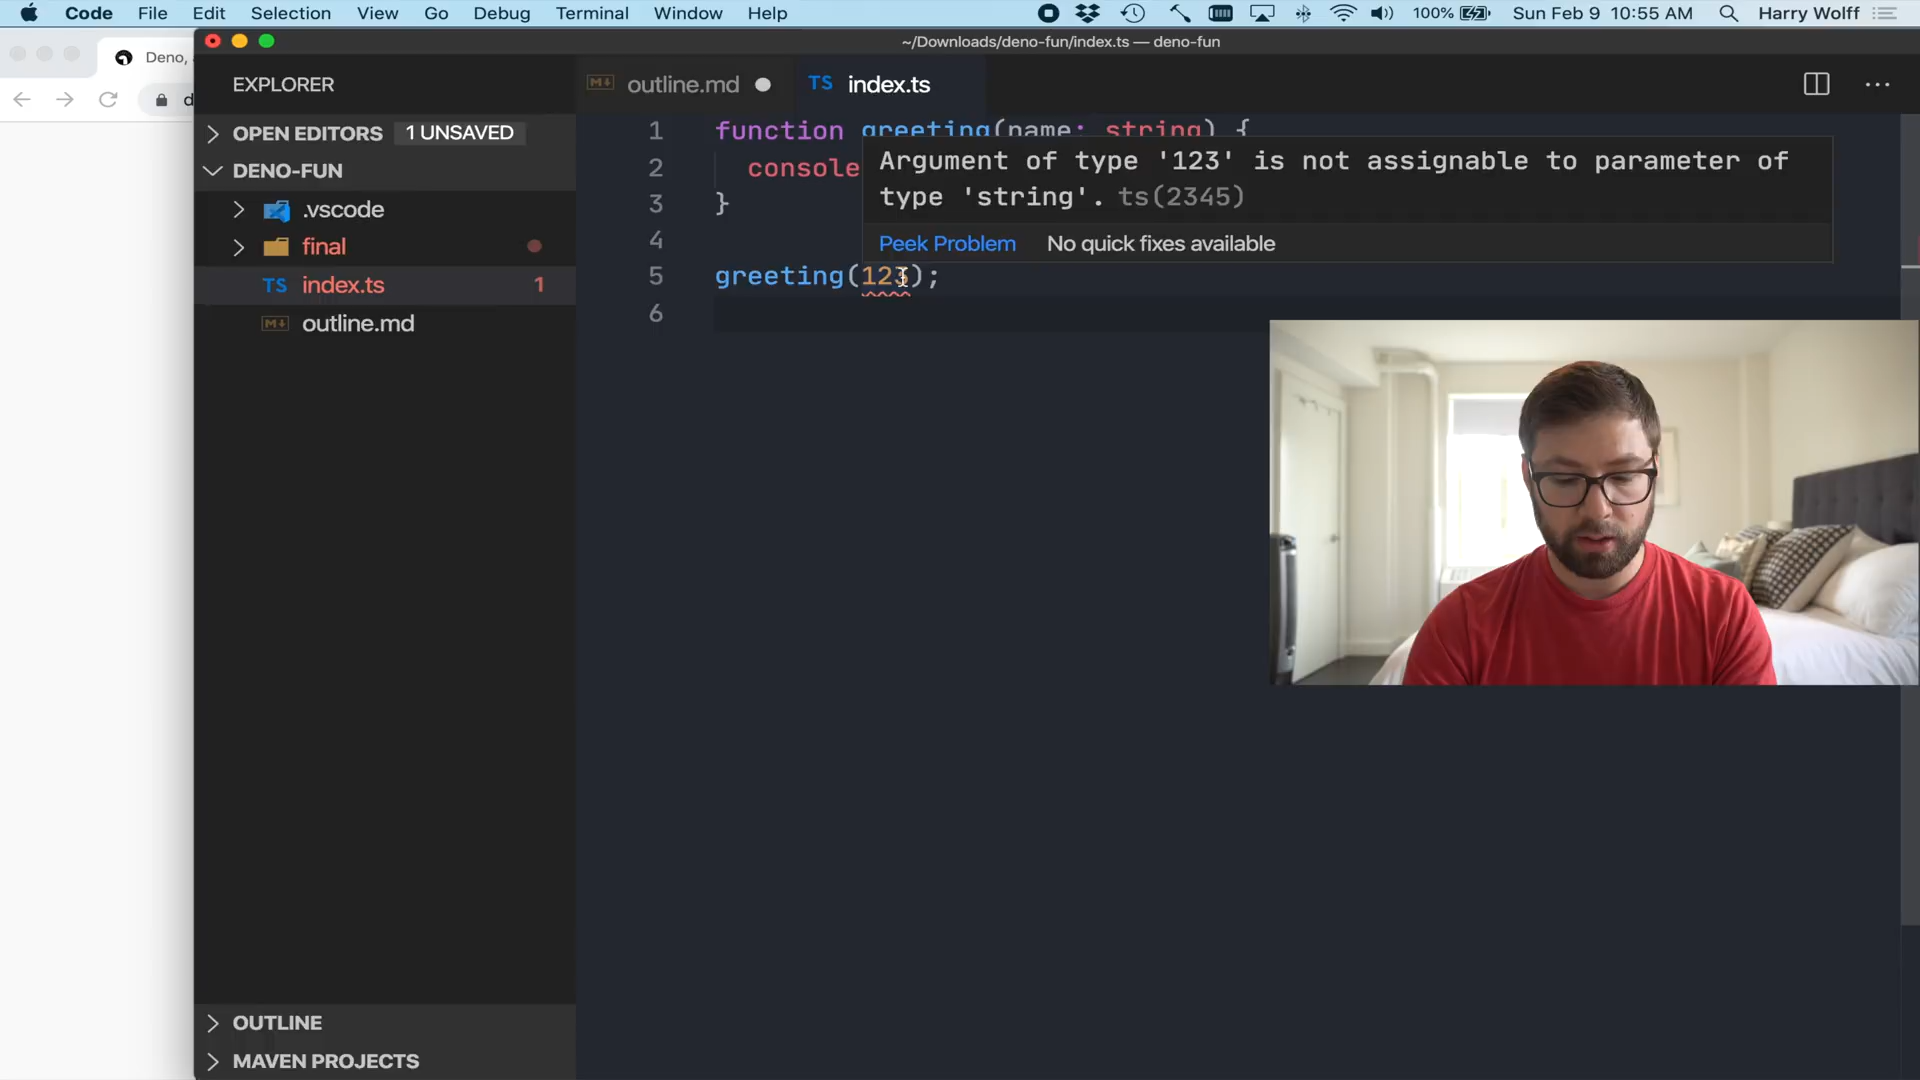 Code File Edit Selection View Go Debug Terminal Window Help 100% Sun Feb 9 10:55 AM Harry Wolff
~/Downloads/deno-fun/index.ts — deno-fun
Deno,
EXPLORER
outline.md
TS index.ts
OPEN EDITORS 1 UNSAVED
DENO-FUN
.vscode
final
TS index.ts 1
outline.md
1 function greeting(name: string) {
2 console
3 }
4
5 greeting(123);
6
Argument of type '123' is not assignable to parameter of
type 'string'. ts(2345)
Peek Problem No quick fixes available
OUTLINE
MAVEN PROJECTS